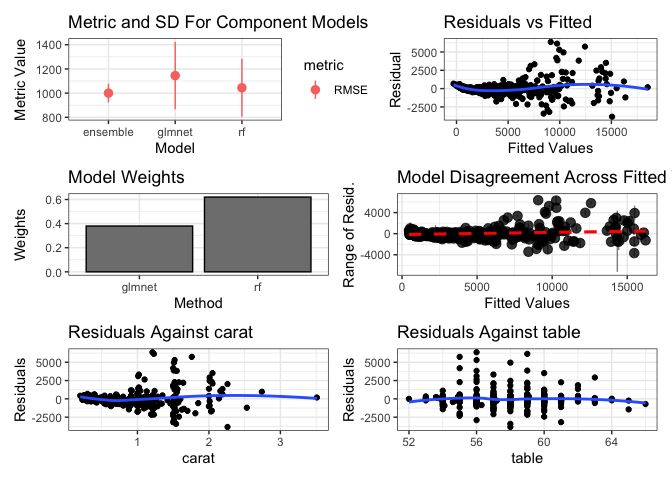 Metric and SD For Component Models
Metric Value
1400
1200
1000
800
ensemble glmnet rf
Model
metric
RMSE
Residuals vs Fitted
Residual
5000
2500
0
-2500
0 5000 10000 15000
Fitted Values
Model Weights
Weights
0.6
0.4
0.2
0.0
glmnet rf
Method
Model Disagreement Across Fitted
Range of Resid.
4000
0
-4000
0 5000 10000 15000
Fitted Values
Residuals Against carat
Residuals
5000
2500
0
-2500
1 2 3
carat
Residuals Against table
Residuals
5000
2500
0
-2500
52 56 60 64
table